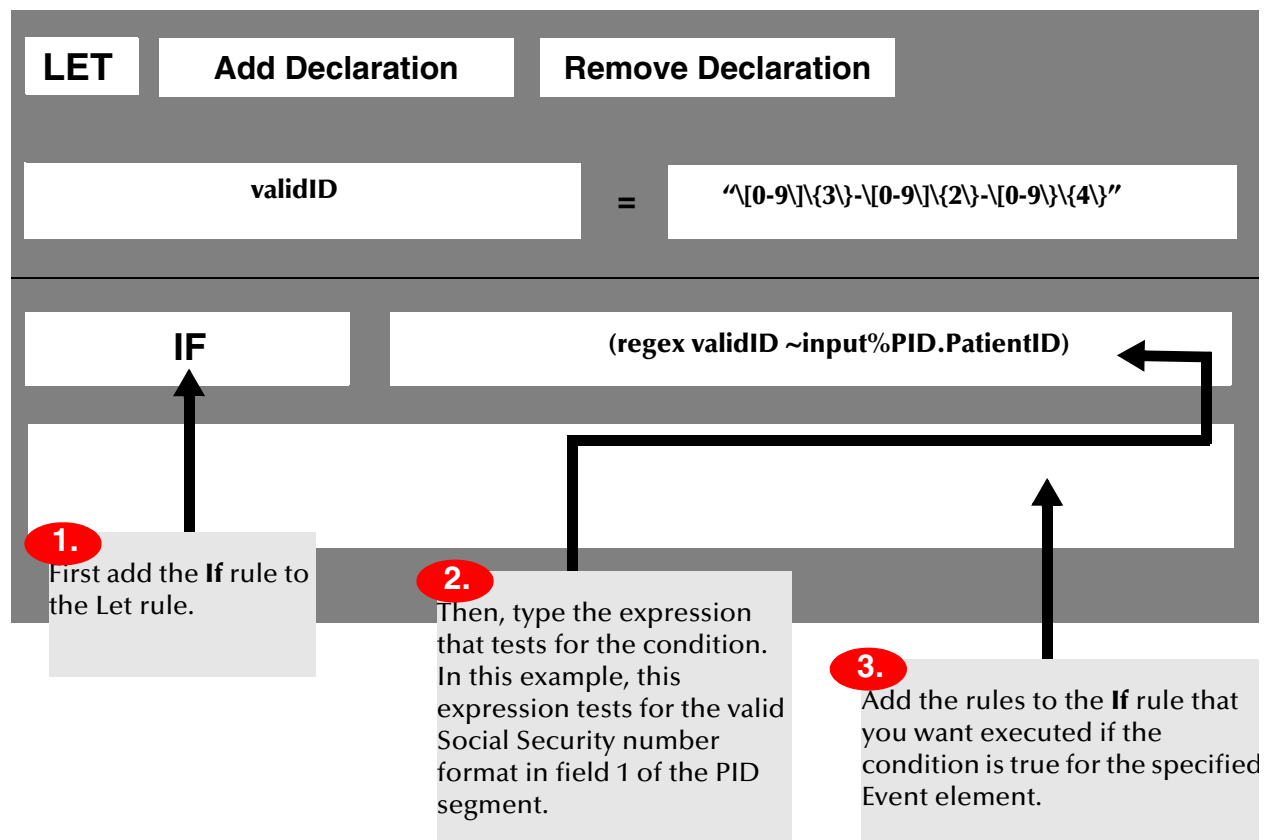 LET Add Declaration Remove Declaration
validID = “\[0-9\]\{3\}-\[0-9\]\{2\}-\[0-9\}\{4\}”
IF (regex validID ~input%PID.PatientID)
1.
First add the If rule to
the Let rule.
2.
Then, type the expression
that tests for the condition.
In this example, this
expression tests for the valid
Social Security number
format in field 1 of the PID
segment.
3.
Add the rules to the If rule that
you want executed if the
condition is true for the specified
Event element.